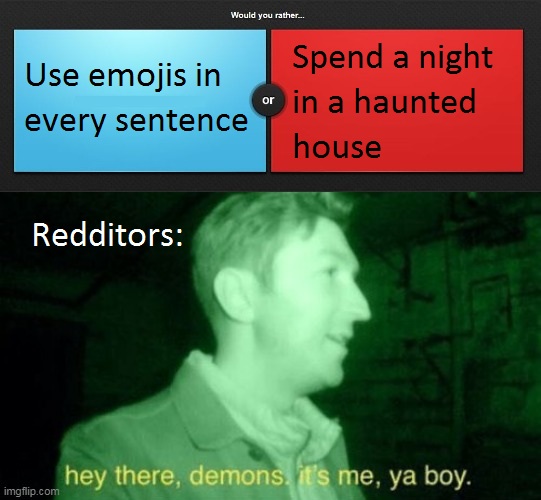 Would you rather...
Use emojis in
every sentence
or
Spend a night
in a haunted
house
Redditors:
hey there, demons. it's me, ya boy.
imgflip.com